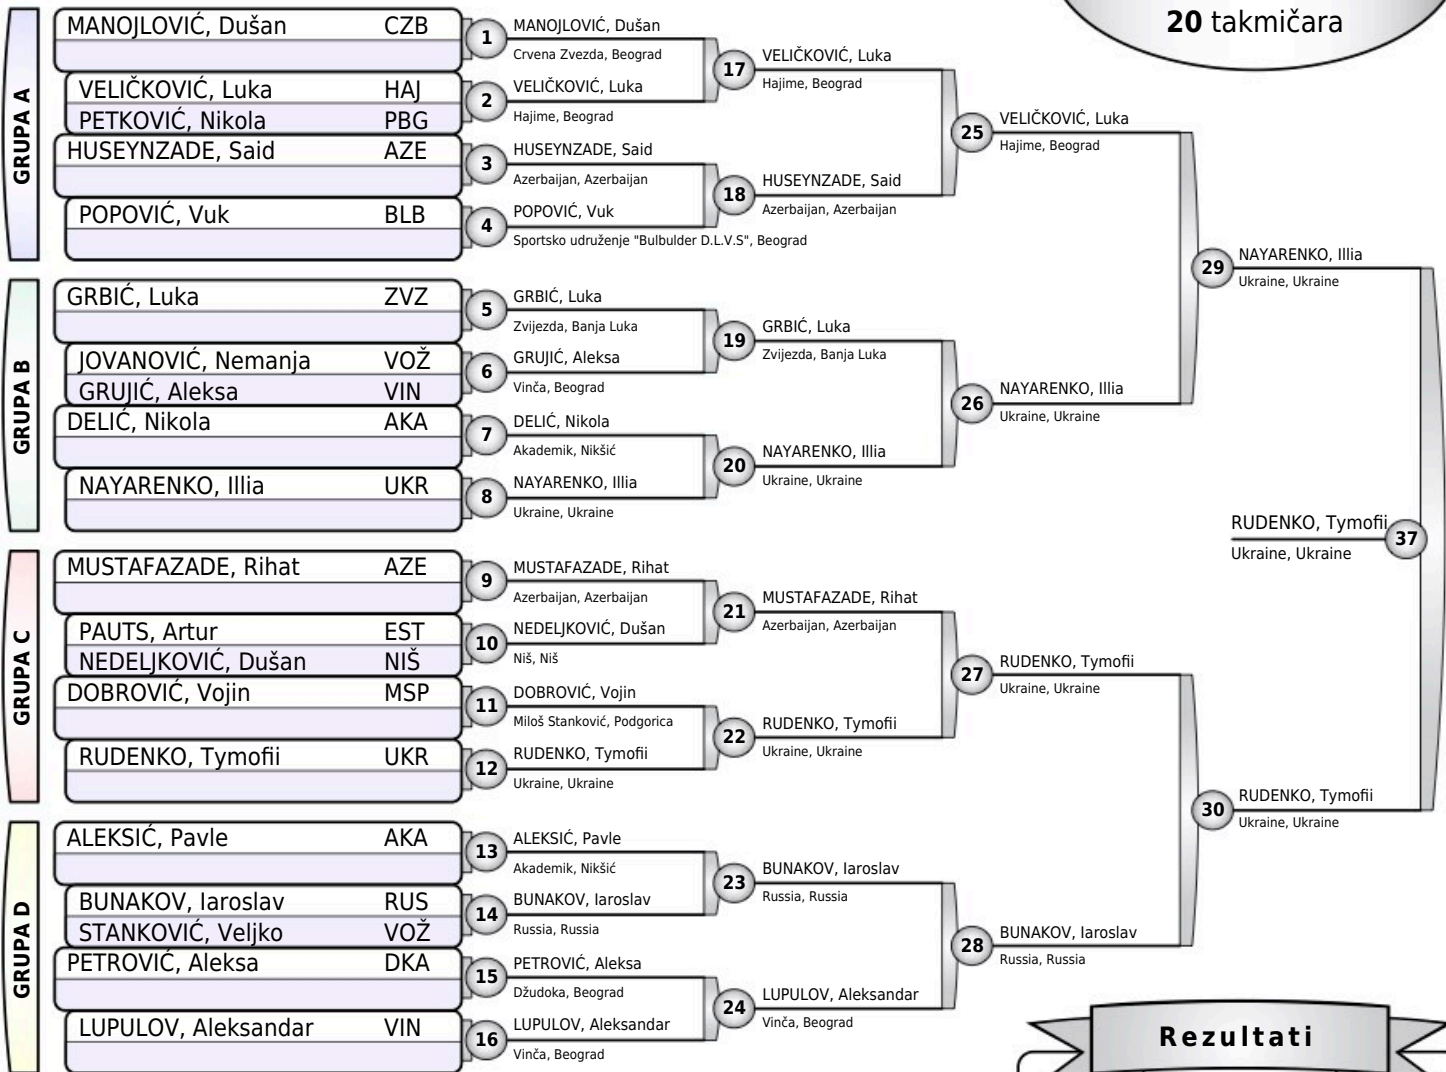 20 takmičara
GRUPA A
MANOJLOVIĆ, Dušan CZB
VELIČKOVIĆ, Luka HAJ
PETKOVIĆ, Nikola PBG
HUSEYNZADE, Said AZE
POPOVIĆ, Vuk BLB
GRUPA B
GRBIĆ, Luka ZVZ
JOVANOVIĆ, Nemanja VOŽ
GRUJIĆ, Aleksa VIN
DELIĆ, Nikola AKA
NAYARENKO, Illia UKR
GRUPA C
MUSTAFAZADE, Rihat AZE
PAUTS, Artur EST
NEDELJKOVIĆ, Dušan NIŠ
DOBROVIĆ, Vojin MSP
RUDENKO, Tymofii UKR
GRUPA D
ALEKSIĆ, Pavle AKA
BUNAKOV, Iaroslav RUS
STANKOVIĆ, Veljko VOŽ
PETROVIĆ, Aleksa DKA
LUPULOV, Aleksandar VIN
1 MANOJLOVIĆ, Dušan
Crvena Zvezda, Beograd
2 VELIČKOVIĆ, Luka
Hajime, Beograd
3 HUSEYNZADE, Said
Azerbaijan, Azerbaijan
4 POPOVIĆ, Vuk
Sportsko udruženje "Bulbulder D.L.V.S", Beograd
5 GRBIĆ, Luka
Zvijezda, Banja Luka
6 GRUJIĆ, Aleksa
Vinča, Beograd
7 DELIĆ, Nikola
Akademik, Nikšić
8 NAYARENKO, Illia
Ukraine, Ukraine
9 MUSTAFAZADE, Rihat
Azerbaijan, Azerbaijan
10 NEDELJKOVIĆ, Dušan
Niš, Niš
11 DOBROVIĆ, Vojin
Miloš Stanković, Podgorica
12 RUDENKO, Tymofii
Ukraine, Ukraine
13 ALEKSIĆ, Pavle
Akademik, Nikšić
14 BUNAKOV, Iaroslav
Russia, Russia
15 PETROVIĆ, Aleksa
Džudoka, Beograd
16 LUPULOV, Aleksandar
Vinča, Beograd
17 VELIČKOVIĆ, Luka
Hajime, Beograd
18 HUSEYNZADE, Said
Azerbaijan, Azerbaijan
19 GRBIĆ, Luka
Zvijezda, Banja Luka
20 NAYARENKO, Illia
Ukraine, Ukraine
21 MUSTAFAZADE, Rihat
Azerbaijan, Azerbaijan
22 RUDENKO, Tymofii
Ukraine, Ukraine
23 BUNAKOV, Iaroslav
Russia, Russia
24 LUPULOV, Aleksandar
Vinča, Beograd
25 VELIČKOVIĆ, Luka
Hajime, Beograd
26 NAYARENKO, Illia
Ukraine, Ukraine
27 RUDENKO, Tymofii
Ukraine, Ukraine
28 BUNAKOV, Iaroslav
Russia, Russia
29 NAYARENKO, Illia
Ukraine, Ukraine
30 RUDENKO, Tymofii
Ukraine, Ukraine
RUDENKO, Tymofii 37
Ukraine, Ukraine
Rezultati